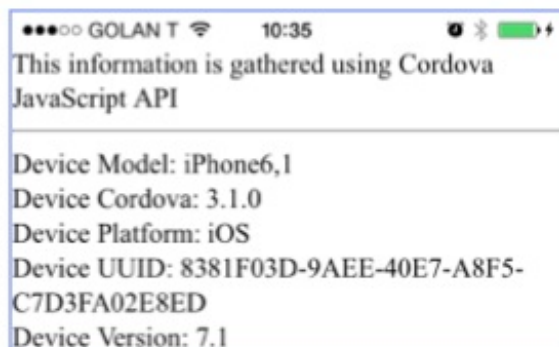 GOLAN T 10:35
This information is gathered using Cordova
JavaScript API
Device Model: iPhone6,1
Device Cordova: 3.1.0
Device Platform: iOS
Device UUID: 8381F03D-9AEE-40E7-A8F5-
C7D3FA02E8ED
Device Version: 7.1